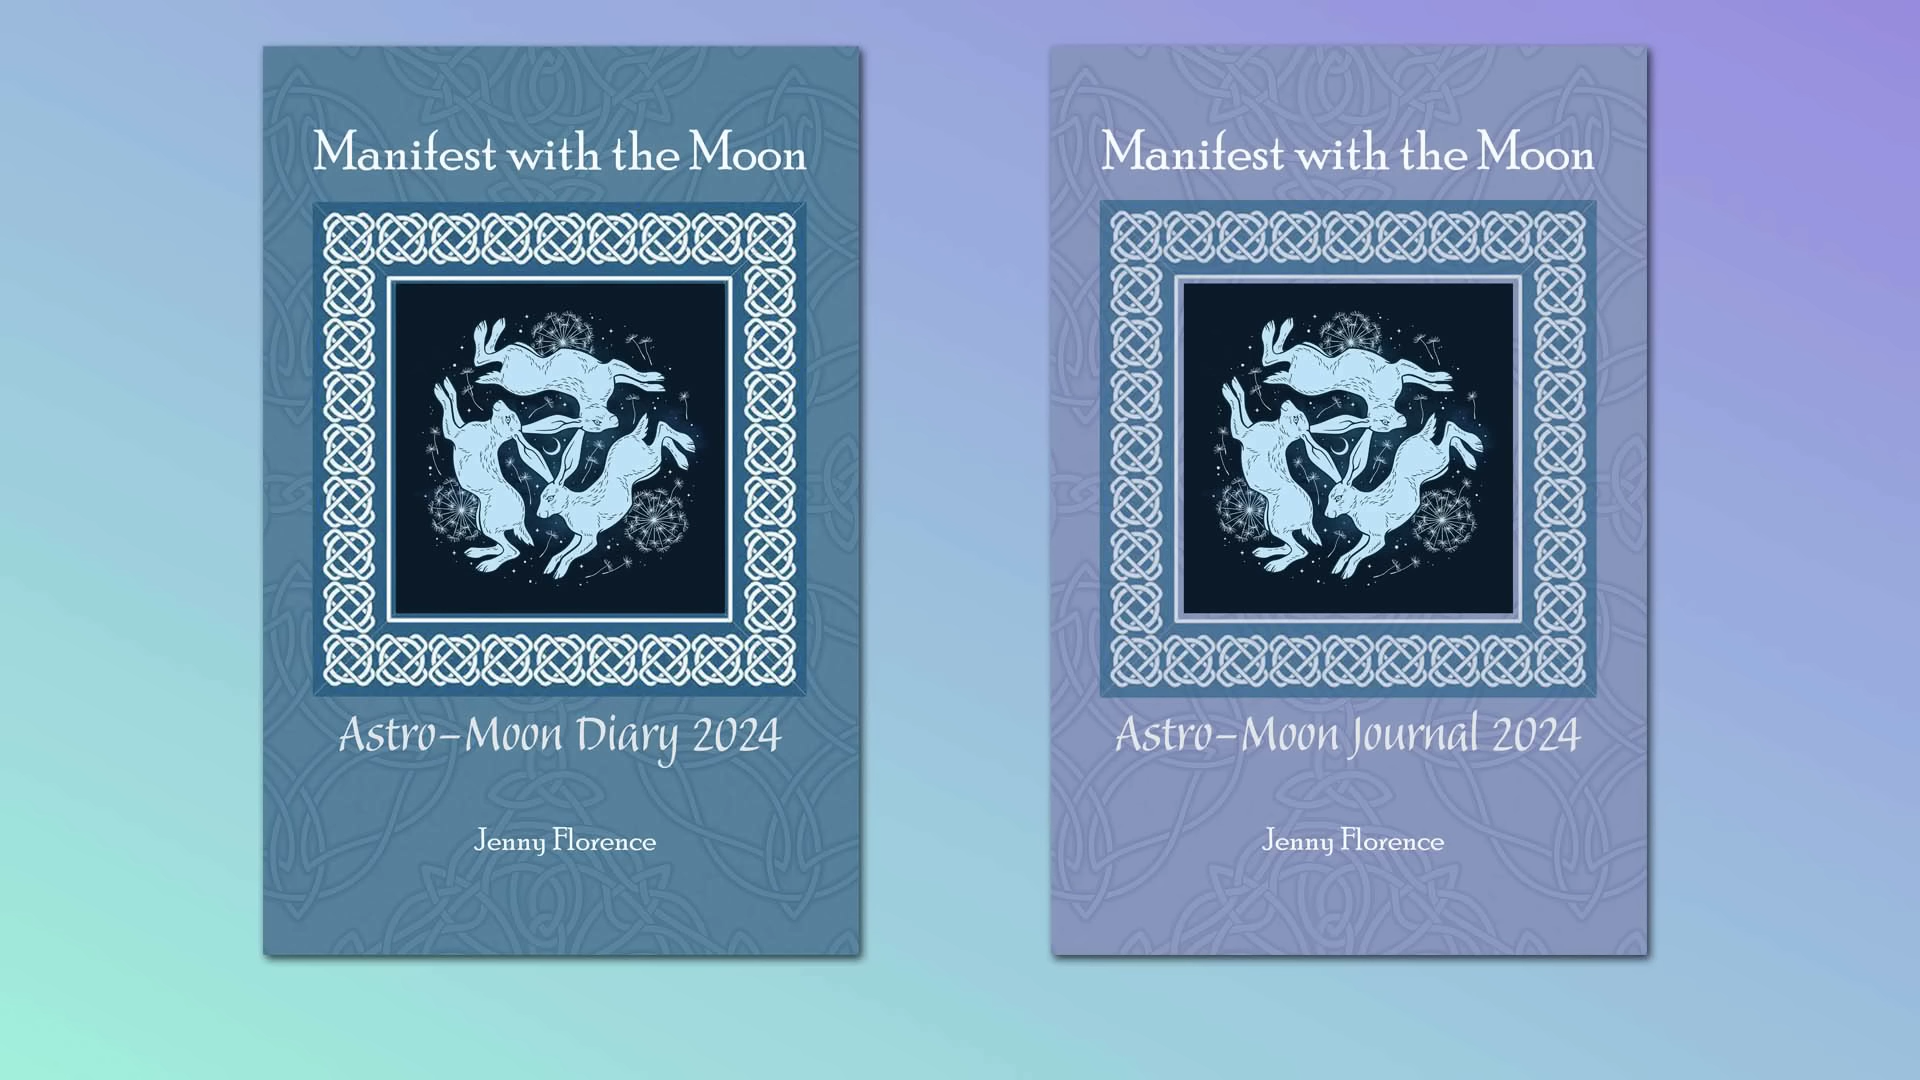 Manifest with the Moon
Astro-Moon Diary 2024
Jenny Florence
Manifest with the Moon
Astro-Moon Journal 2024
Jenny Florence